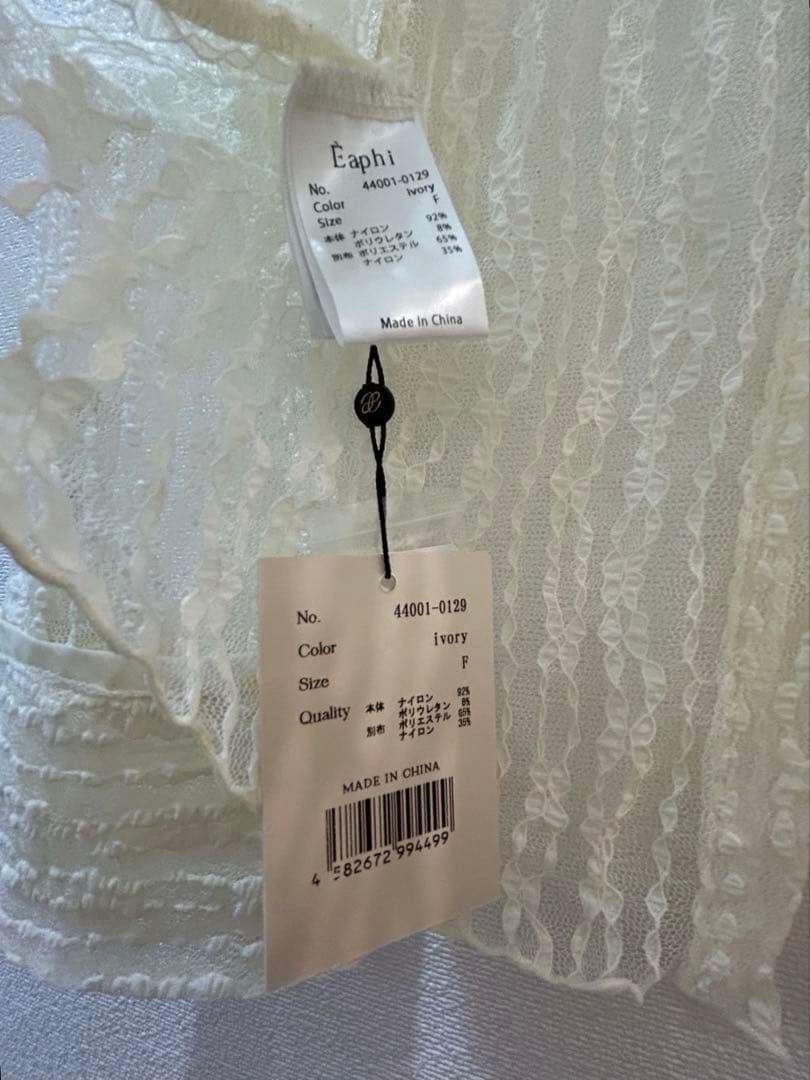 Èaphi
No. 44001-0129
Color Ivory
Size F
本体 ナイロン 92%
ポリウレタン 8%
別布 ポリエステル 65%
ナイロン 35%
Made In China
No. 44001-0129
Color ivory
Size F
Quality 本体 ナイロン 92%
ポリウレタン 8%
別布 ポリエステル 65%
ナイロン 35%
MADE IN CHINA
4 582672 994499